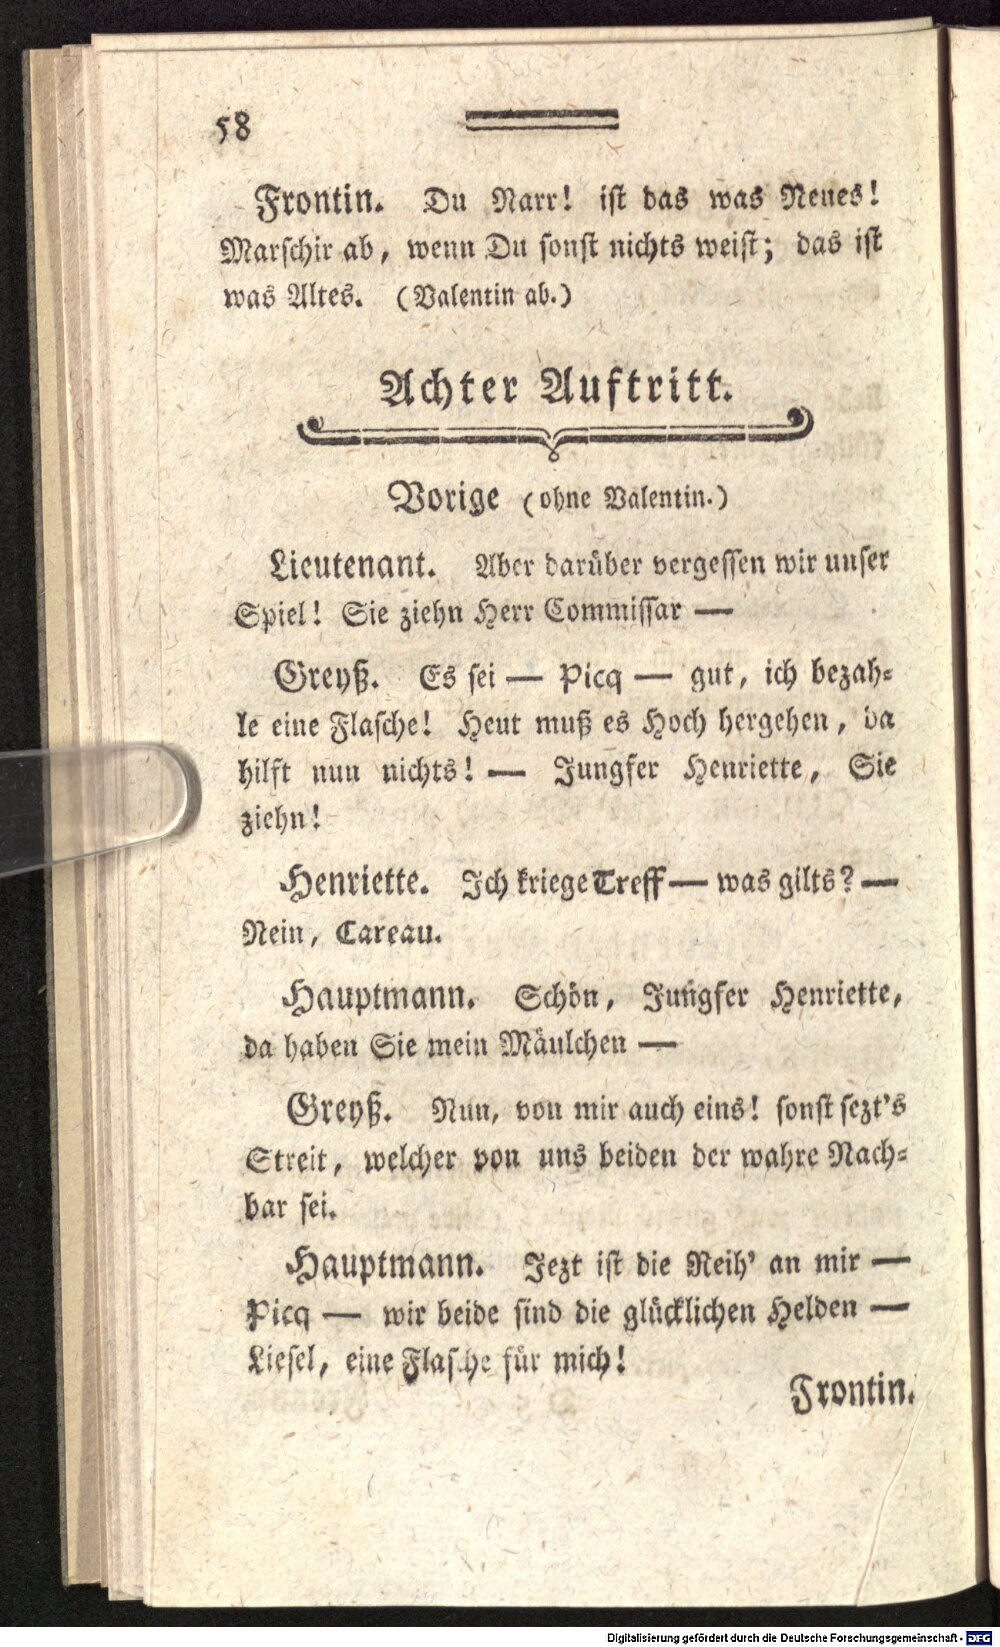 58
Frontin. Du Narr! ist das was Neues!
Marschir ab, wenn Du sonst nichts weist; das ist
was Altes. (Valentin ab.)
Achter Auftritt.
Vorige (ohne Valentin.)
Lieutenant. Aber darüber vergessen wir unser
Spiel! Sie ziehn Herr Commissar —
Greyß. Es sei — Picq — gut, ich bezah-
le eine Flasche! Heut muß es Hoch hergehen, da
hilft nun nichts! — Jungfer Henriette, Sie
ziehn!
Henriette. Ich kriege Treff — was gilts? —
Nein, Careau.
Hauptmann. Schön, Jungfer Henriette,
da haben Sie mein Mäulchen —
Greyß. Nun, von mir auch eins! sonst sezt's
Streit, welcher von uns beiden der wahre Nach-
bar sei.
Hauptmann. Jezt ist die Reih' an mir —
Picq — wir beide sind die glücklichen Helden —
Liesel, eine Flasche für mich!
Frontin.
Digitalisierung gefördert durch die Deutsche Forschungsgemeinschaft - DFG